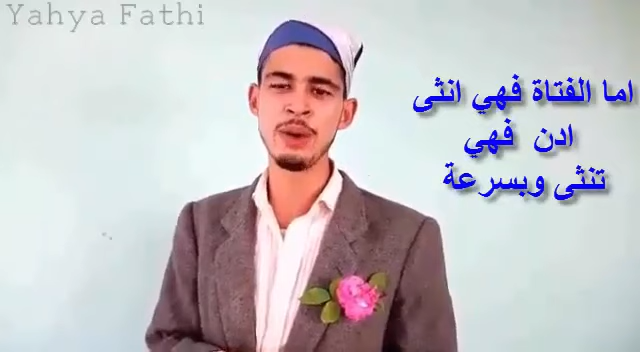 Yahya Fathi
اما الفتاة فهي انثى
ادن فهي
تنثى وبسرعة